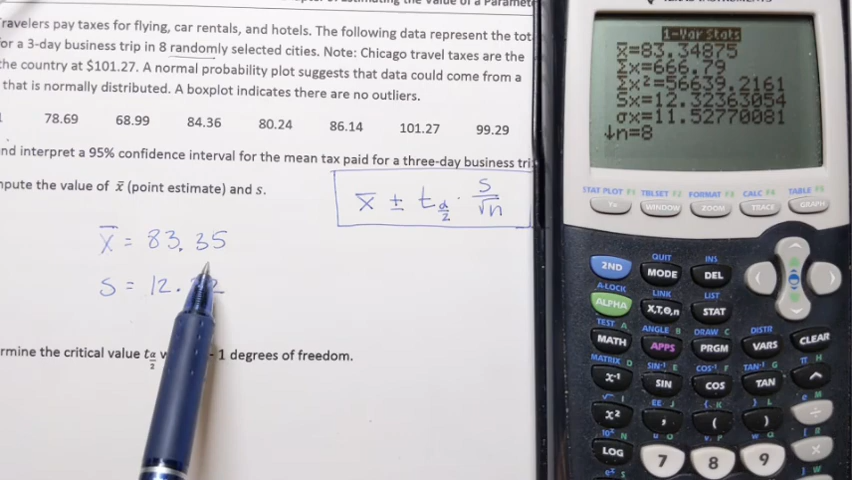 ravelers pay taxes for flying, car rentals, and hotels. The following data represent the tot
for a 3-day business trip in 8 randomly selected cities. Note: Chicago travel taxes are the
the country at $101.27. A normal probability plot suggests that data could come from a
that is normally distributed. A boxplot indicates there are no outliers.
78.69 68.99 84.36 80.24 86.14 101.27 99.29
nd interpret a 95% confidence interval for the mean tax paid for a three-day business tri
pute the value of x̄ (point estimate) and s.
x̄ ± t α/2 · s/√n
x̄ = 83.35
s = 12.
rmine the critical value t α/2 - 1 degrees of freedom.
1-Var Stats
x̄=83.34875
Σx=666.79
Σx²=56639.2161
Sx=12.32363054
σx=11.52770081
↓n=8
STAT PLOT F1 TBLSET F2 FORMAT F3 CALC F4 TABLE F5
Y= WINDOW ZOOM TRACE GRAPH
QUIT INS
2ND MODE DEL
A-LOCK LINK LIST
ALPHA X,T,Θ,n STAT
TEST A ANGLE B DRAW C DISTR
MATH APPS PRGM VARS CLEAR
MATRIX D SIN⁻¹ E COS⁻¹ F TAN⁻¹ G π H
x⁻¹ SIN COS TAN ^
√ I EE J { K } L e M
x² , ( ) ÷
10ˣ N u O v P w Q [ R
LOG 7 8 9 ×
eˣ S